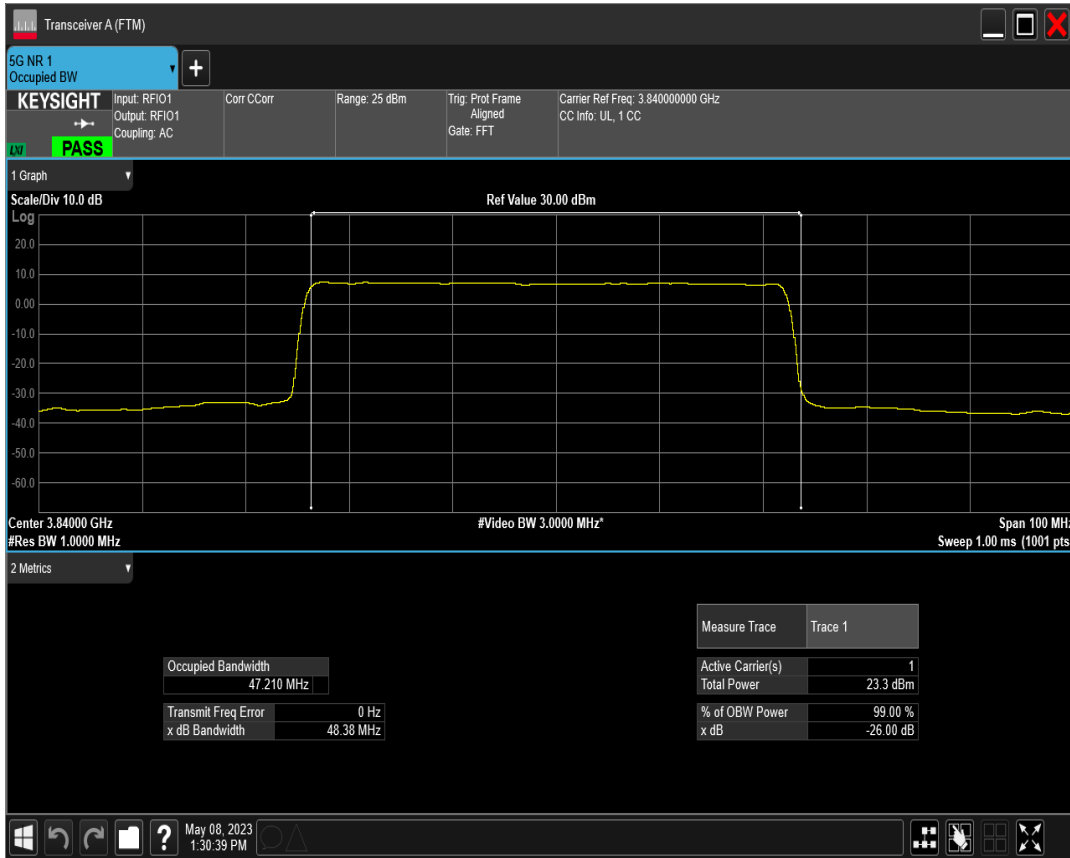 Transceiver A (FTM)
5G NR 1
Occupied BW
+
KEYSIGHT
LXI
PASS
Input: RFIO1
Output: RFIO1
Coupling: AC
Corr CCorr
Range: 25 dBm
Trig: Prot Frame
Aligned
Gate: FFT
Carrier Ref Freq: 3.840000000 GHz
CC Info: UL, 1 CC
1 Graph
Scale/Div 10.0 dB
Ref Value 30.00 dBm
Log
20.0
10.0
0.00
-10.0
-20.0
-30.0
-40.0
-50.0
-60.0
Center 3.84000 GHz
#Video BW 3.0000 MHz*
Span 100 MHz
#Res BW 1.0000 MHz
Sweep 1.00 ms (1001 pts
2 Metrics
Measure Trace Trace 1
Occupied Bandwidth
47.210 MHz
Active Carrier(s) 1
Total Power 23.3 dBm
Transmit Freq Error 0 Hz
x dB Bandwidth 48.38 MHz
% of OBW Power 99.00 %
x dB -26.00 dB
?
May 08, 2023
1:30:39 PM